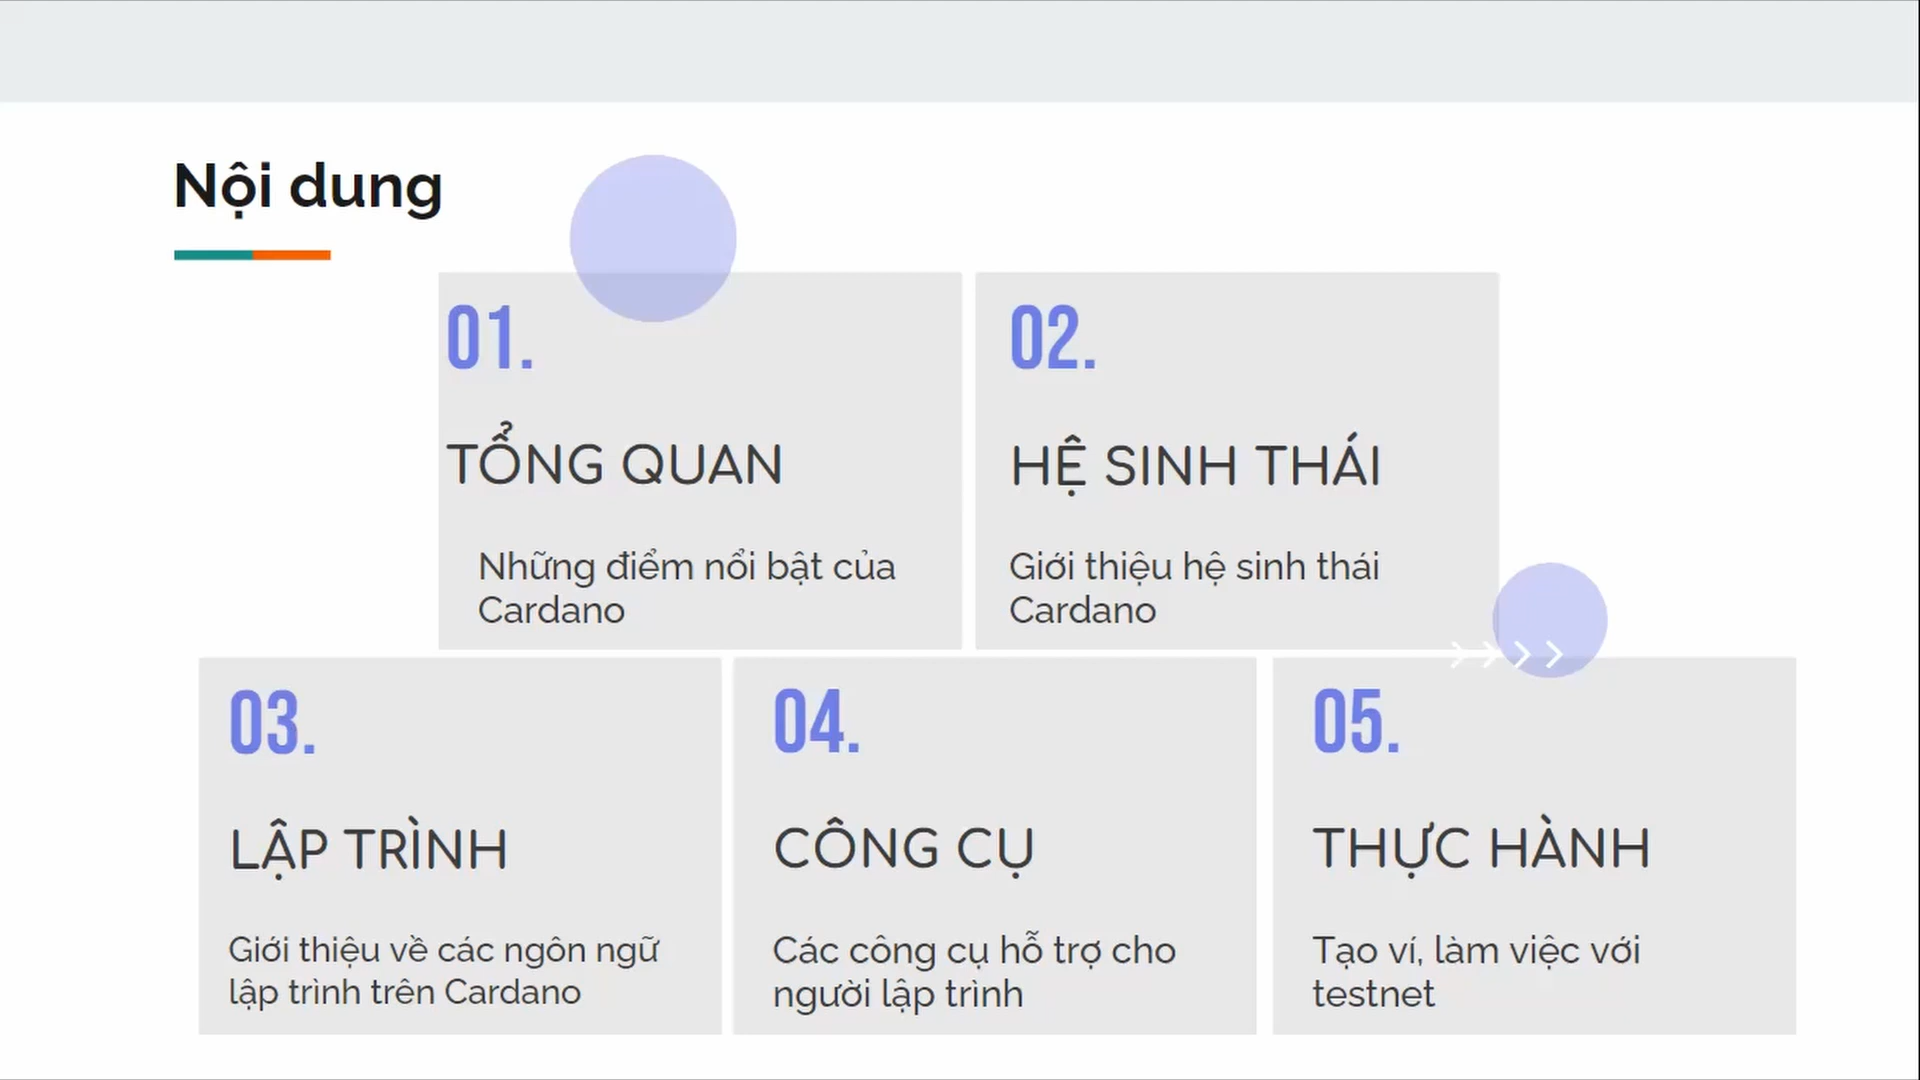 Nội dung
01.
TỔNG QUAN
Những điểm nổi bật của
Cardano
02.
HỆ SINH THÁI
Giới thiệu hệ sinh thái
Cardano
03.
LẬP TRÌNH
Giới thiệu về các ngôn ngữ
lập trình trên Cardano
04.
CÔNG CỤ
Các công cụ hỗ trợ cho
người lập trình
05.
THỰC HÀNH
Tạo ví, làm việc với
testnet